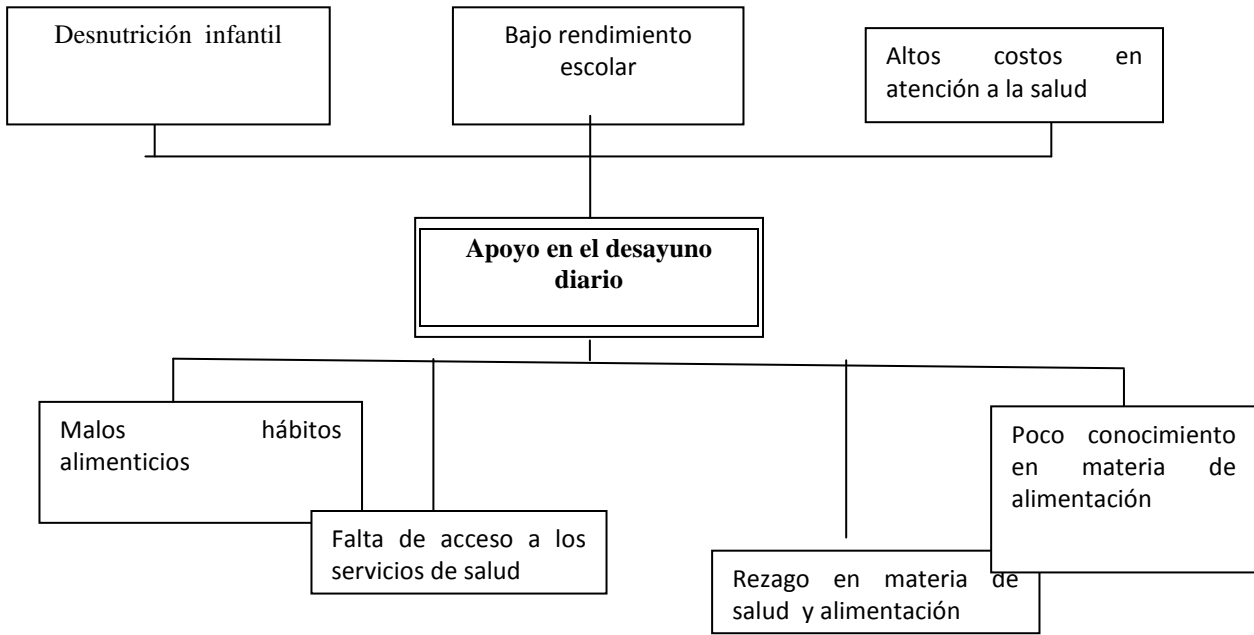 Desnutrición infantil
Bajo rendimiento
escolar
Altos costos en
atención a la salud
Apoyo en el desayuno
diario
Malos hábitos
alimenticios
Falta de acceso a los
servicios de salud
Rezago en materia de
salud y alimentación
Poco conocimiento
en materia de
alimentación